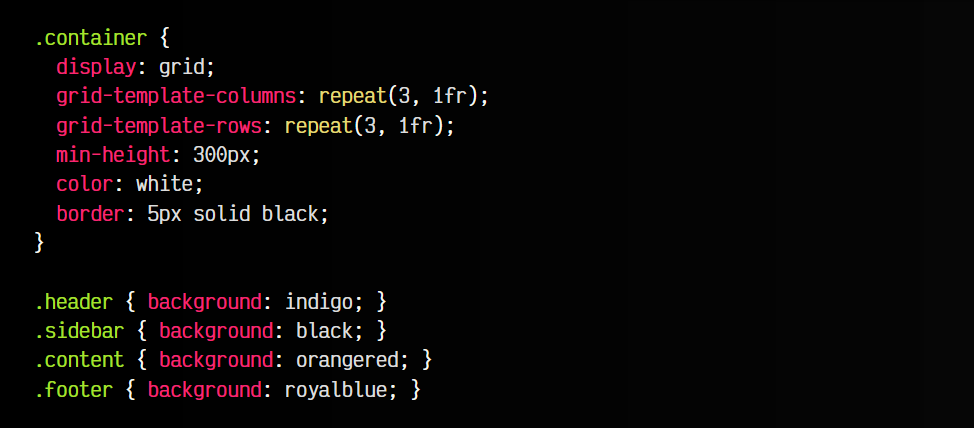 .container {
  display: grid;
  grid-template-columns: repeat(3, 1fr);
  grid-template-rows: repeat(3, 1fr);
  min-height: 300px;
  color: white;
  border: 5px solid black;
}

.header { background: indigo; }
.sidebar { background: black; }
.content { background: orangered; }
.footer { background: royalblue; }